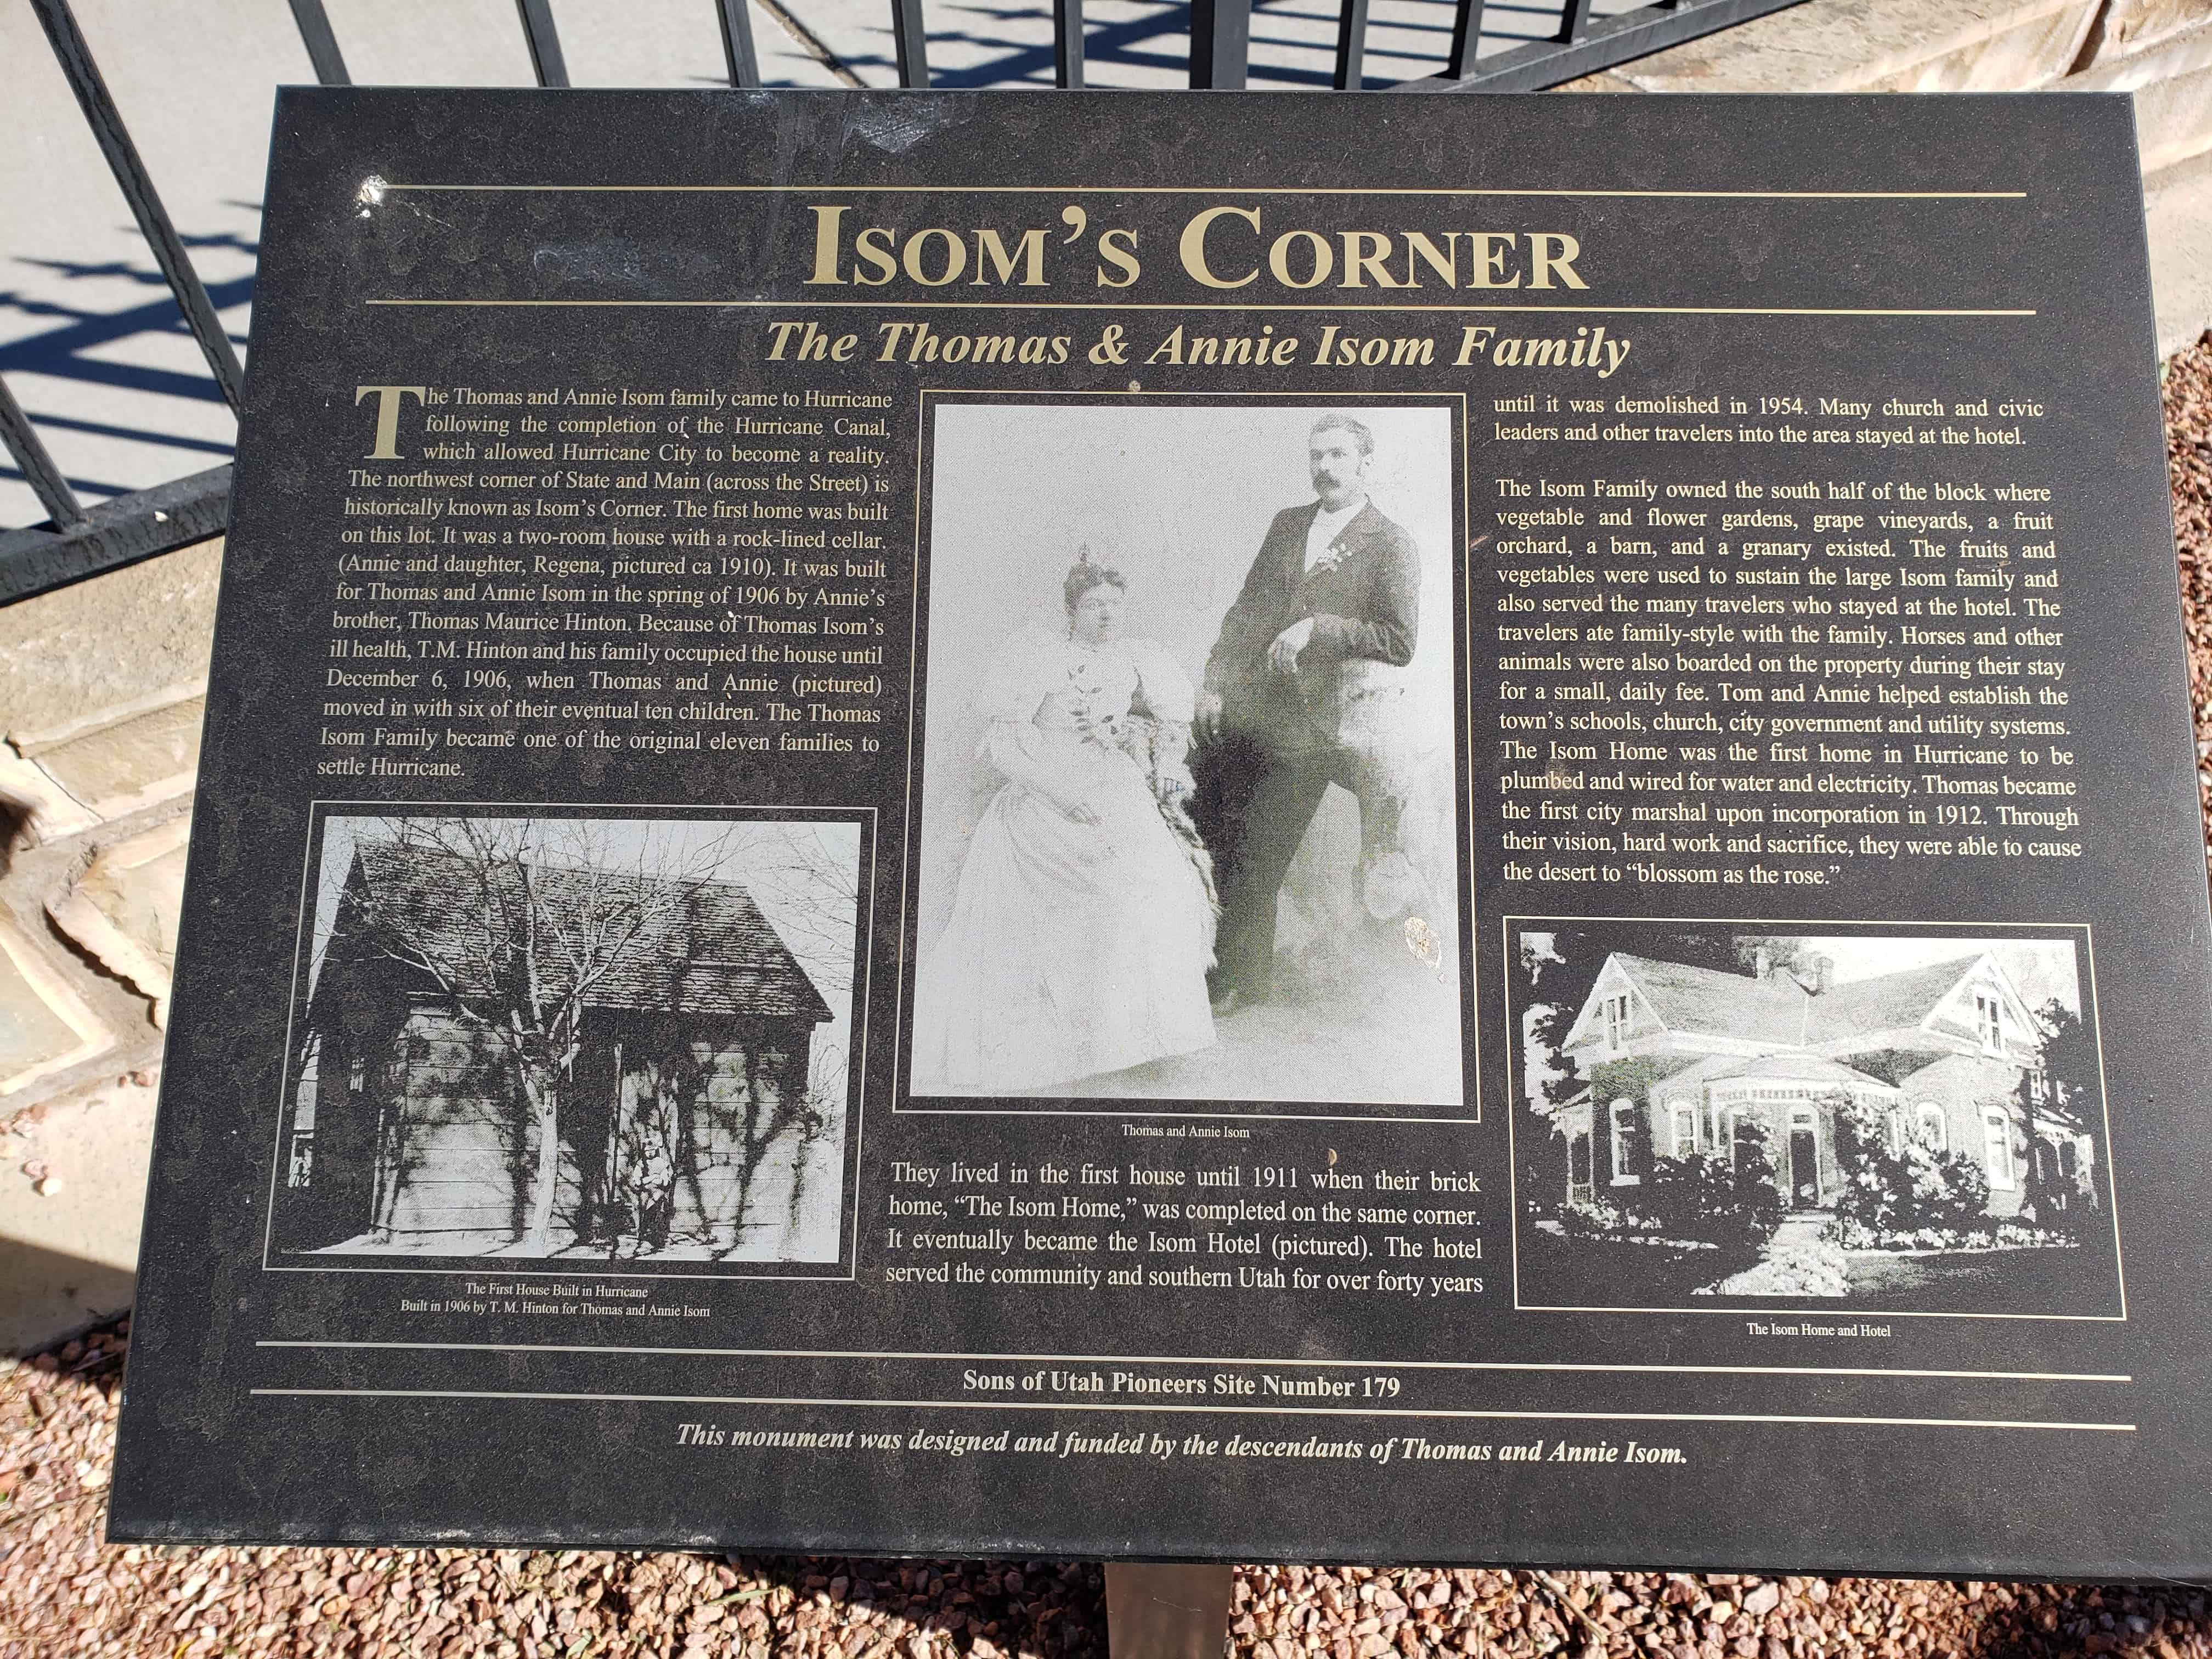 ISOM'S CORNER
The Thomas & Annie Isom Family
The Thomas and Annie Isom family came to Hurricane
following the completion of the Hurricane Canal,
which allowed Hurricane City to become a reality.
The northwest corner of State and Main (across the Street) is
historically known as Isom's Corner. The first home was built
on this lot. It was a two-room house with a rock-lined cellar.
(Annie and daughter, Regena, pictured ca 1910). It was built
for Thomas and Annie Isom in the spring of 1906 by Annie's
brother, Thomas Maurice Hinton. Because of Thomas Isom's
ill health, T.M. Hinton and his family occupied the house until
December 6, 1906, when Thomas and Annie (pictured)
moved in with six of their eventual ten children. The Thomas
Isom Family became one of the original eleven families to
settle Hurricane.
The First House Built in Hurricane
Built in 1906 by T. M. Hinton for Thomas and Annie Isom
Thomas and Annie Isom
They lived in the first house until 1911 when their brick
home, "The Isom Home," was completed on the same corner.
It eventually became the Isom Hotel (pictured). The hotel
served the community and southern Utah for over forty years
until it was demolished in 1954. Many church and civic
leaders and other travelers into the area stayed at the hotel.
The Isom Family owned the south half of the block where
vegetable and flower gardens, grape vineyards, a fruit
orchard, a barn, and a granary existed. The fruits and
vegetables were used to sustain the large Isom family and
also served the many travelers who stayed at the hotel. The
travelers ate family-style with the family. Horses and other
animals were also boarded on the property during their stay
for a small, daily fee. Tom and Annie helped establish the
town's schools, church, city government and utility systems.
The Isom Home was the first home in Hurricane to be
plumbed and wired for water and electricity. Thomas became
the first city marshal upon incorporation in 1912. Through
their vision, hard work and sacrifice, they were able to cause
the desert to "blossom as the rose."
The Isom Home and Hotel
Sons of Utah Pioneers Site Number 179
This monument was designed and funded by the descendants of Thomas and Annie Isom.